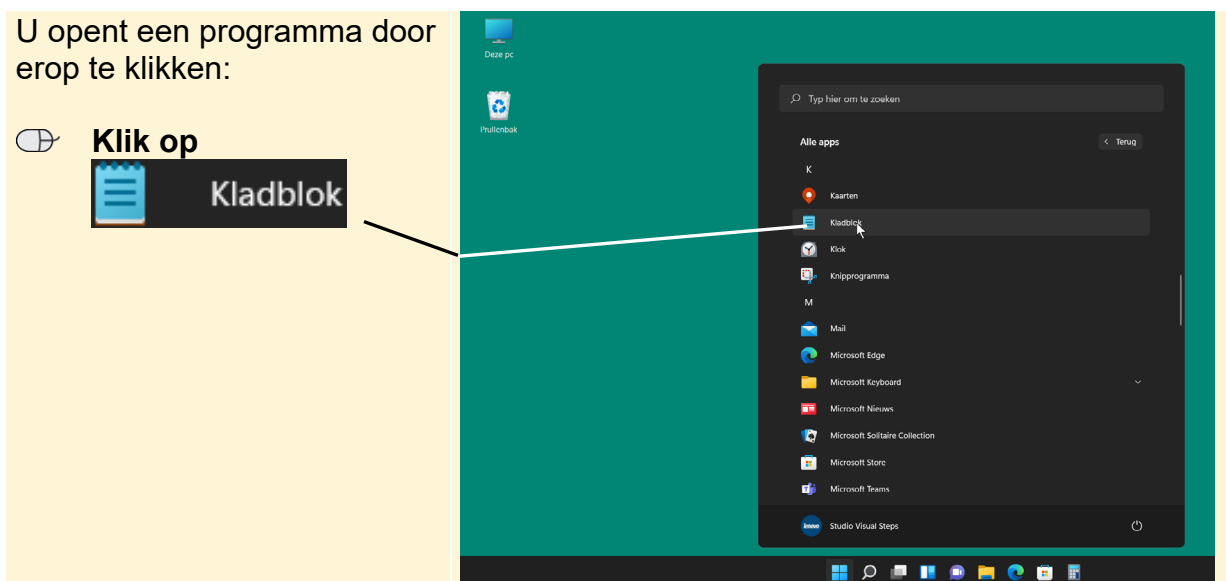 U opent een programma door
erop te klikken:
Klik op
Kladblok
Deze pc
Prullenbak
Typ hier om te zoeken
Alle apps
< Terug
K
Kaarten
Kladblok
Klok
Knipprogramma
M
Mail
Microsoft Edge
Microsoft Keyboard
Microsoft Nieuws
Microsoft Solitaire Collection
Microsoft Store
Microsoft Teams
Studio Visual Steps